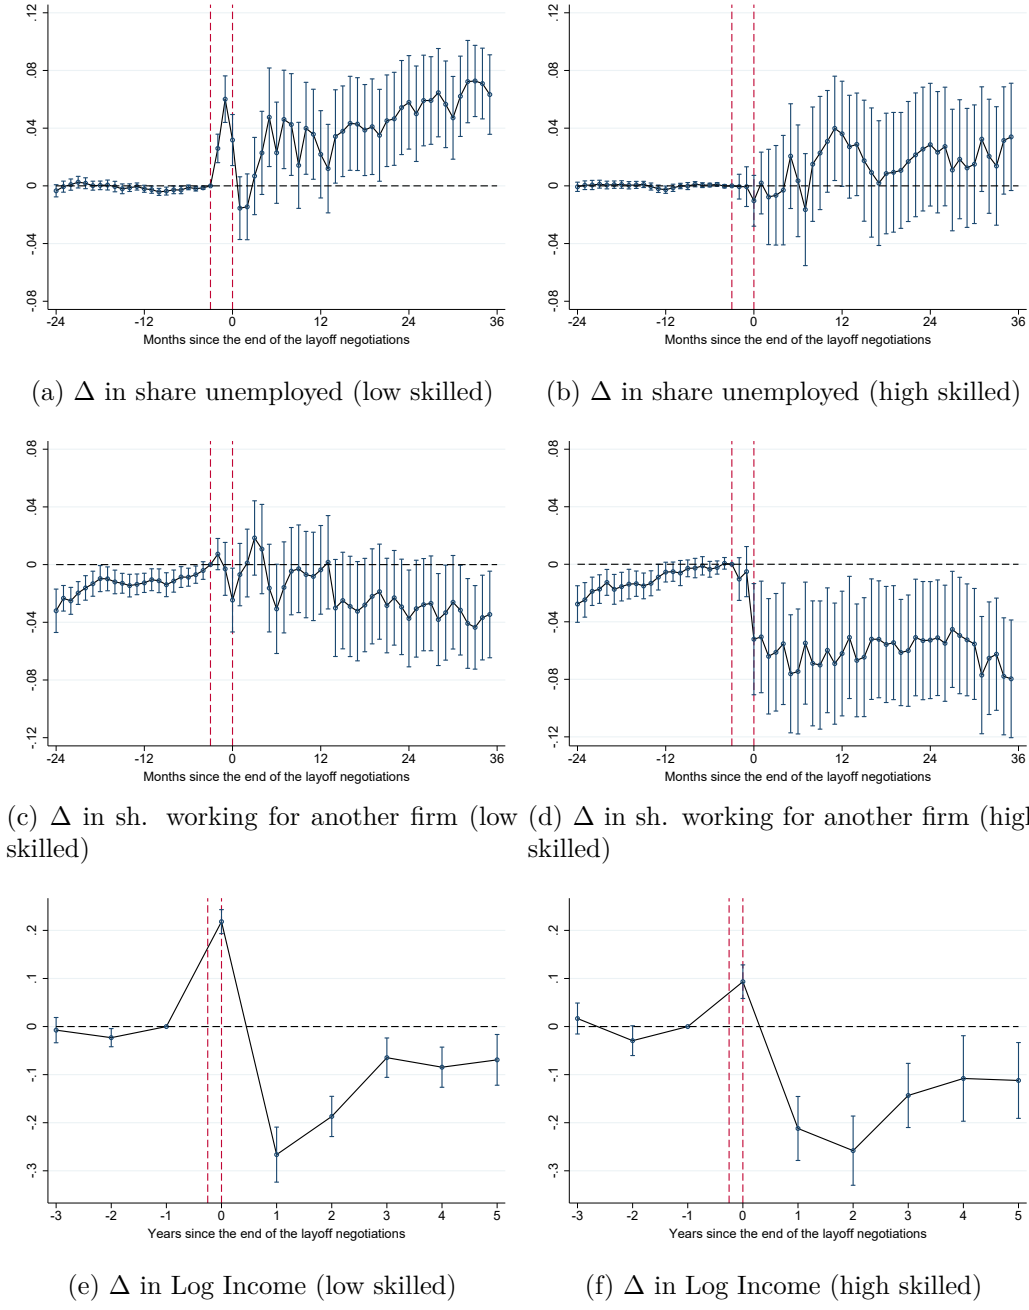 .12 .12
.08 .08
.04 .04
0 0
-.04 -.04
-.08 -.08
-24 -12 0 12 24 36 -24 -12 0 12 24 36
Months since the end of the layoff negotiations Months since the end of the layoff negotiations
(a) Δ in share unemployed (low skilled) (b) Δ in share unemployed (high skilled)
.08 .08
.04 .04
0 0
-.04 -.04
-.08 -.08
-.12 -.12
-24 -12 0 12 24 36 -24 -12 0 12 24 36
Months since the end of the layoff negotiations Months since the end of the layoff negotiations
(c) Δ in sh. working for another firm (low (d) Δ in sh. working for another firm (high
skilled) skilled)
.2 .2
.1 .1
0 0
-.1 -.1
-.2 -.2
-.3 -.3
-3 -2 -1 0 1 2 3 4 5 -3 -2 -1 0 1 2 3 4 5
Years since the end of the layoff negotiations Years since the end of the layoff negotiations
(e) Δ in Log Income (low skilled) (f) Δ in Log Income (high skilled)